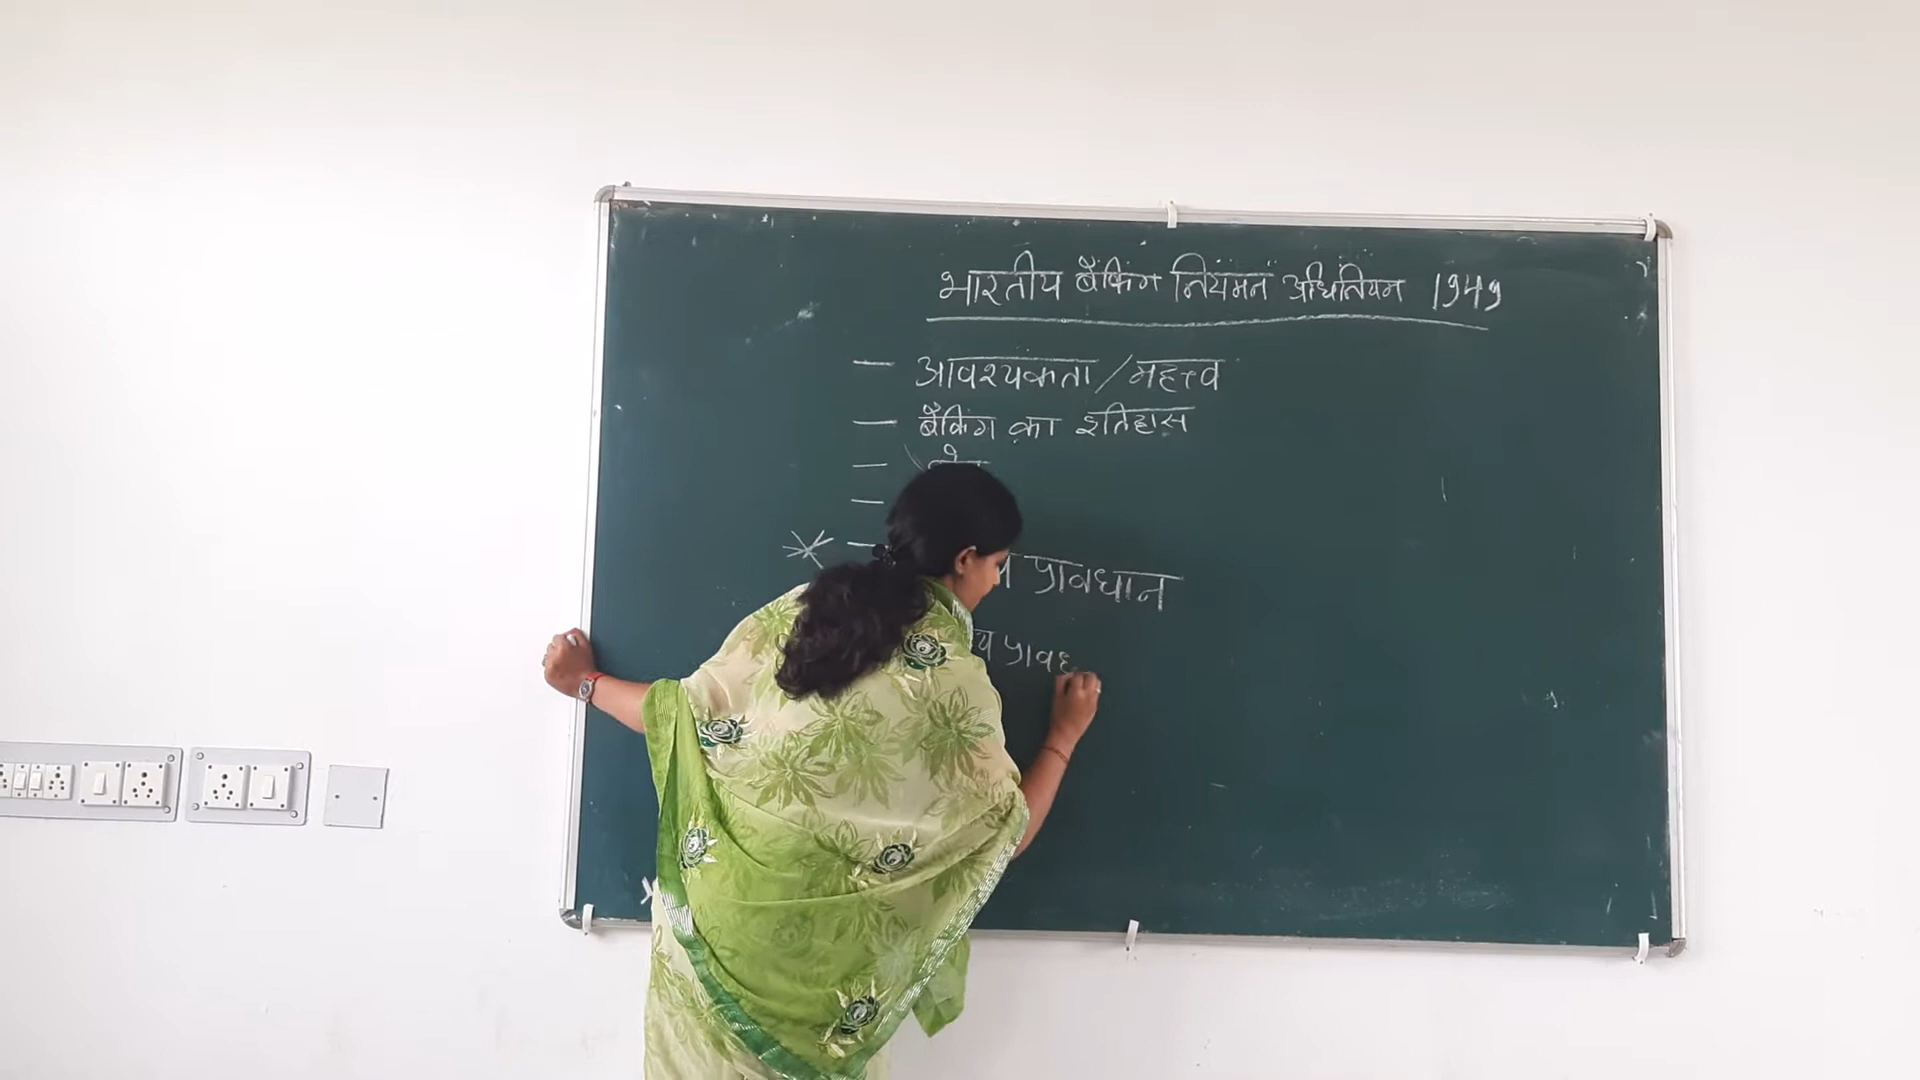 भारतीय बैंकिंग नियमन अधिनियम 1949
— आवश्यकता / महत्त्व
— बैंकिंग का इतिहास
—
—
* — प्रावधान